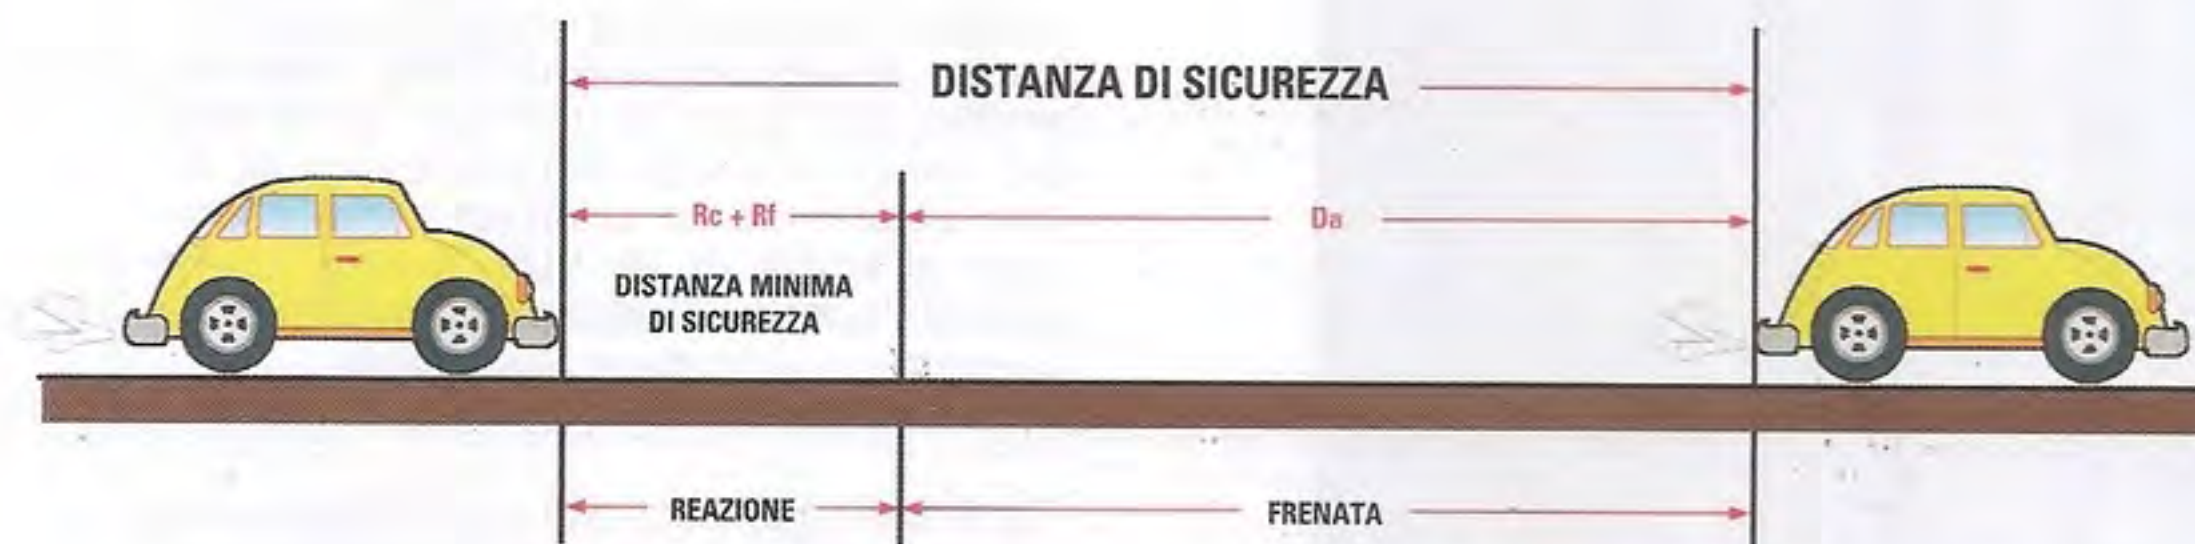 DISTANZA DI SICUREZZA
Rc + Rf
Da
DISTANZA MINIMA
DI SICUREZZA
REAZIONE
FRENATA